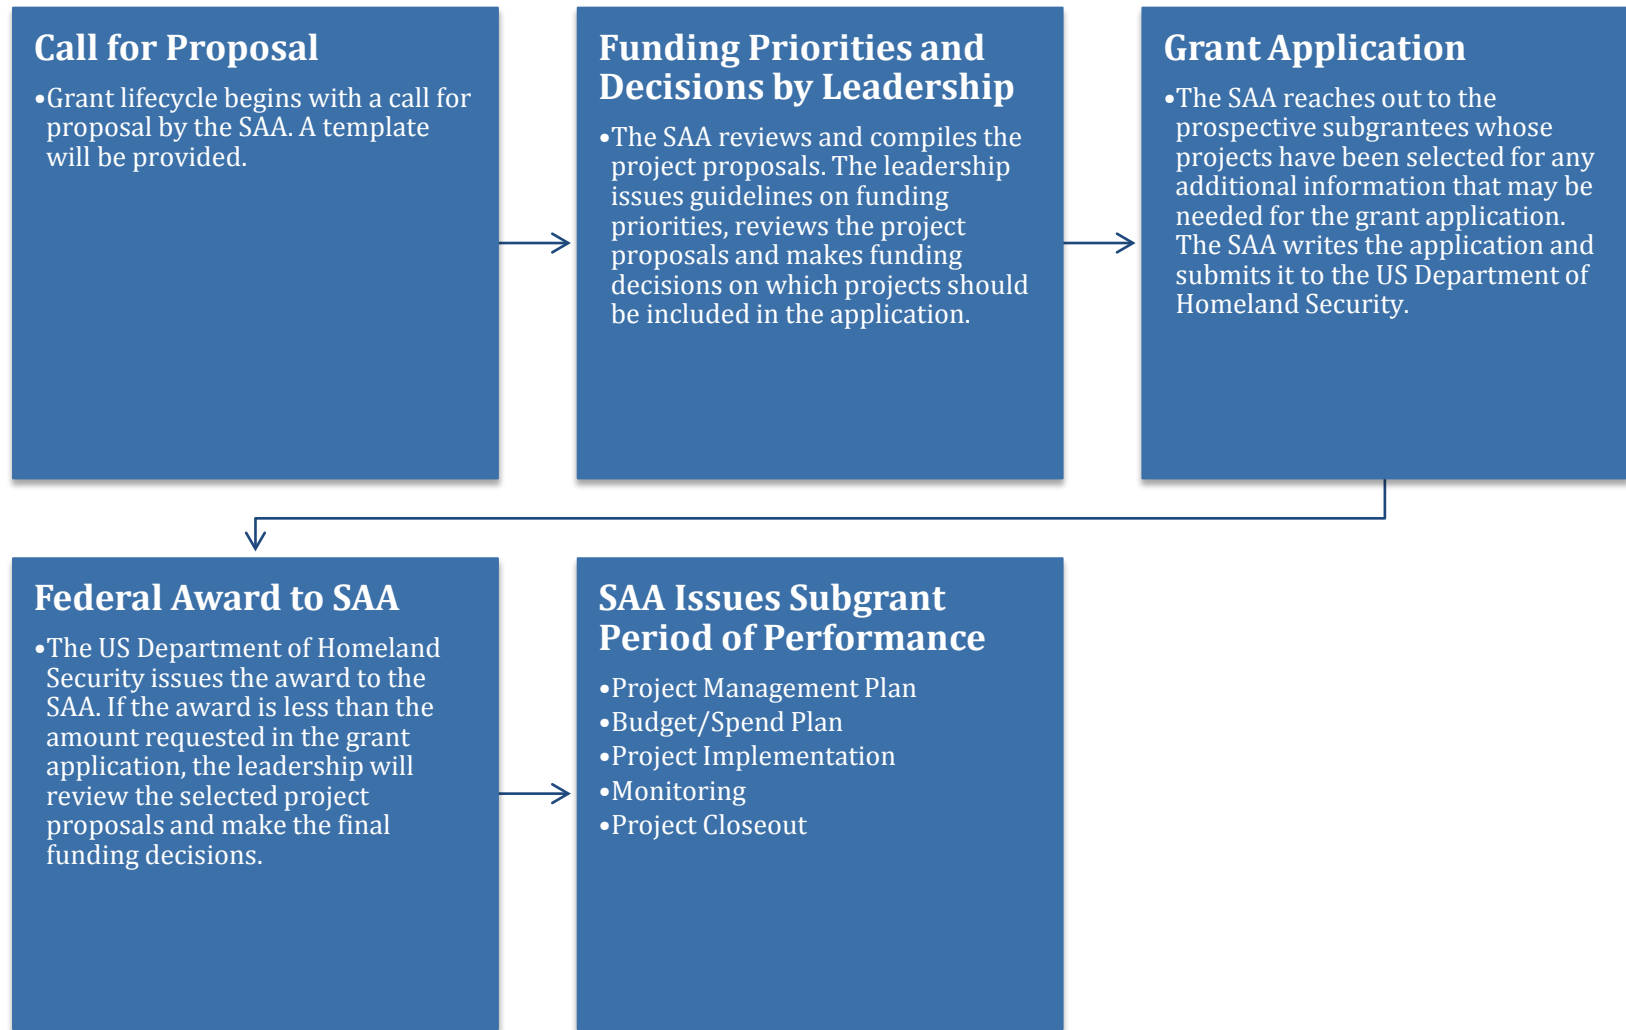 Call for Proposal
•Grant lifecycle begins with a call for
proposal by the SAA. A template
will be provided.
Funding Priorities and
Decisions by Leadership
•The SAA reviews and compiles the
project proposals. The leadership
issues guidelines on funding
priorities, reviews the project
proposals and makes funding
decisions on which projects should
be included in the application.
Grant Application
•The SAA reaches out to the
prospective subgrantees whose
projects have been selected for any
additional information that may be
needed for the grant application.
The SAA writes the application and
submits it to the US Department of
Homeland Security.
Federal Award to SAA
•The US Department of Homeland
Security issues the award to the
SAA. If the award is less than the
amount requested in the grant
application, the leadership will
review the selected project
proposals and make the final
funding decisions.
SAA Issues Subgrant
Period of Performance
•Project Management Plan
•Budget/Spend Plan
•Project Implementation
•Monitoring
•Project Closeout